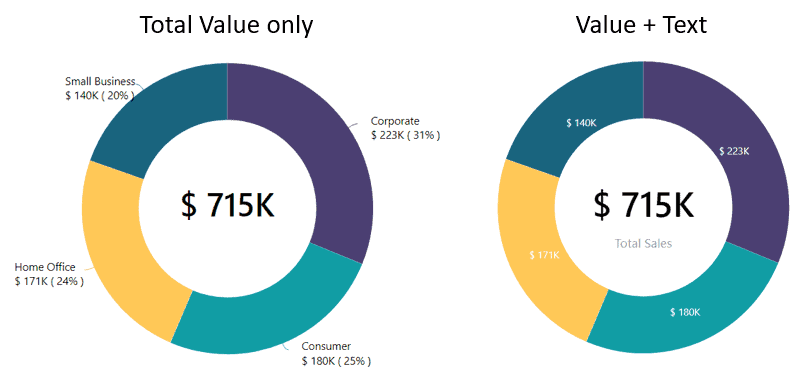 Total Value only
Small Business
$ 140K ( 20% )
Corporate
$ 223K ( 31% )
$ 715K
Home Office
$ 171K ( 24% )
Consumer
$ 180K ( 25% )
Value + Text
$ 140K
$ 223K
$ 715K
Total Sales
$ 171K
$ 180K